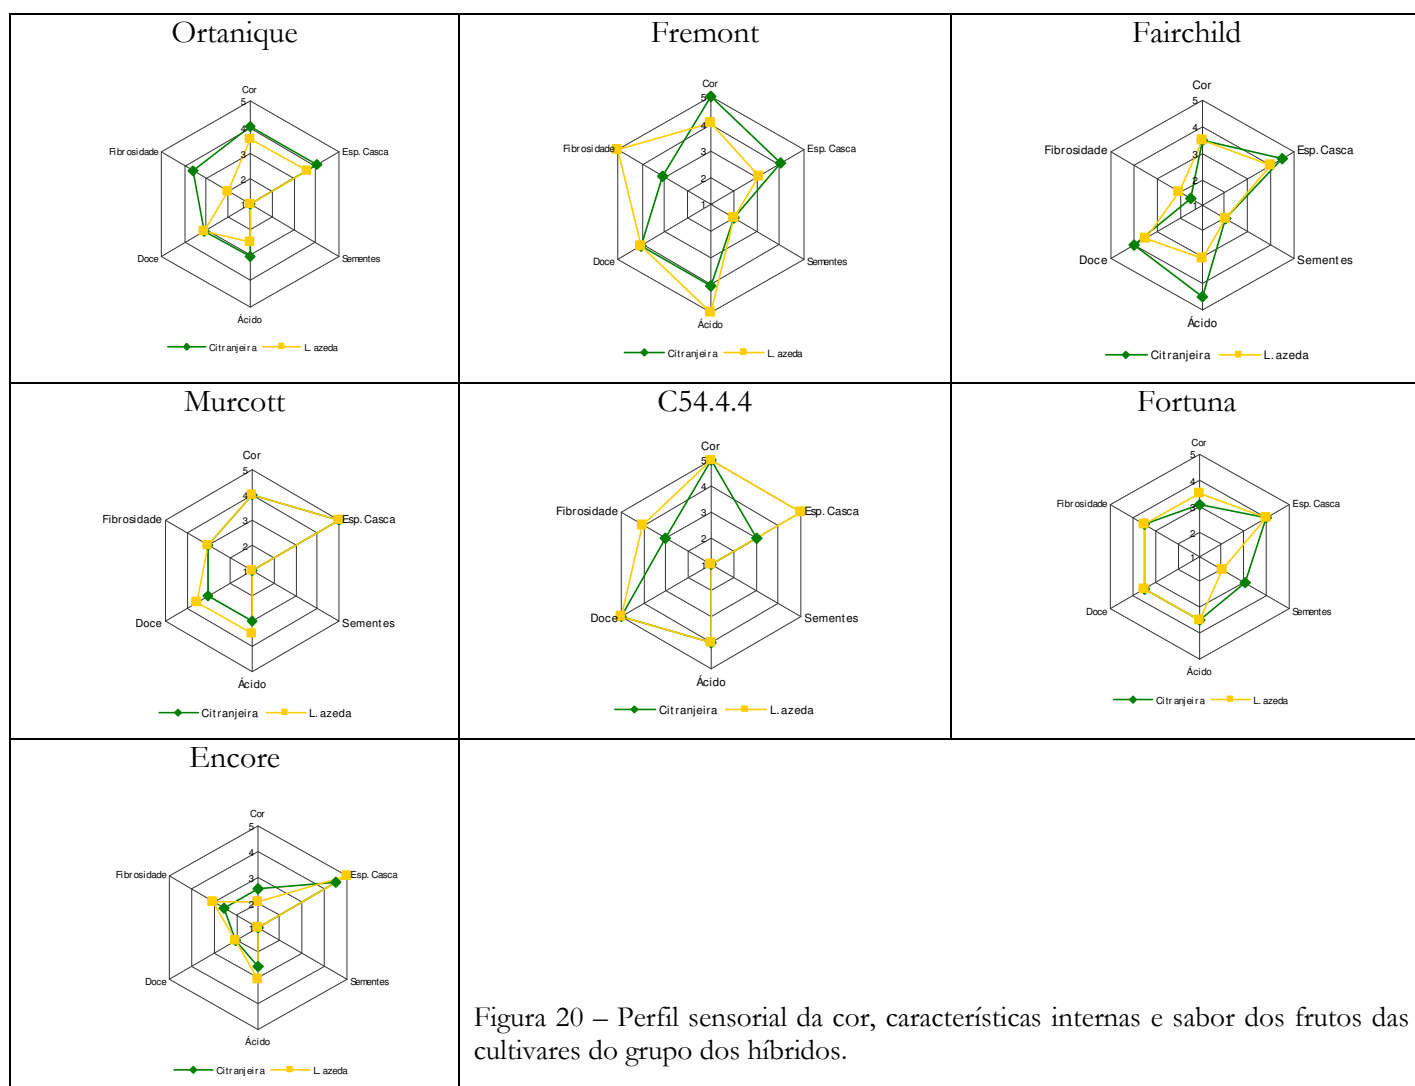 Ortanique
Cor
5
4
3
2
1
Fibrosidade
Esp. Casca
Doce
Sementes
Ácido
Citranjeira
L. azeda
Fremont
Cor
5
4
3
2
1
Fibrosidade
Esp. Casca
Doce
Sementes
Ácido
Citranjeira
L. azeda
Fairchild
Cor
5
4
3
2
1
Fibrosidade
Esp. Casca
Doce
Sementes
Ácido
Citranjeira
L. azeda
Murcott
Cor
5
4
3
2
1
Fibrosidade
Esp. Casca
Doce
Sementes
Ácido
Citranjeira
L. azeda
C54.4.4
Cor
5
4
3
2
1
Fibrosidade
Esp. Casca
Doce
Sementes
Ácido
Citranjeira
L. azeda
Fortuna
Cor
5
4
3
2
1
Fibrosidade
Esp. Casca
Doce
Sementes
Ácido
Citranjeira
L. azeda
Encore
Cor
5
4
3
2
1
Fibrosidade
Esp. Casca
Doce
Sementes
Ácido
Citranjeira
L. azeda
Figura 20 – Perfil sensorial da cor, características internas e sabor dos frutos das
cultivares do grupo dos híbridos.